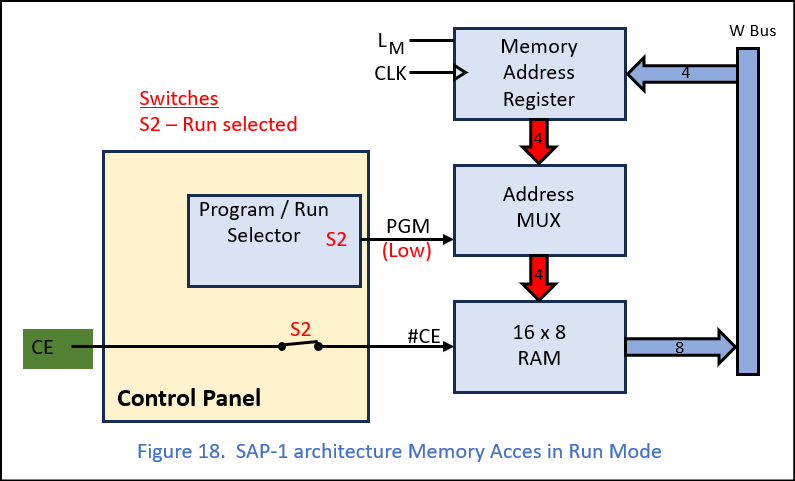 W Bus
L_M
CLK
Memory
Address
Register
4
Switches
S2 – Run selected
4
Program / Run
Selector
S2
PGM
(Low)
Address
MUX
4
CE
S2
#CE
16 x 8
RAM
8
Control Panel
Figure 18.  SAP-1 architecture Memory Acces in Run Mode